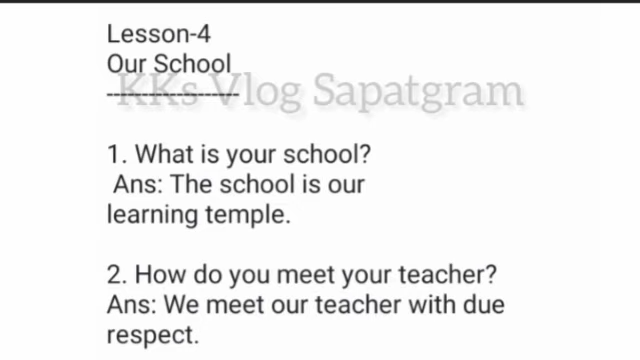 Lesson-4
Our School
KKs Vlog Sapatgram
-------------------
1. What is your school?
Ans: The school is our
learning temple.
2. How do you meet your teacher?
Ans: We meet our teacher with due
respect.